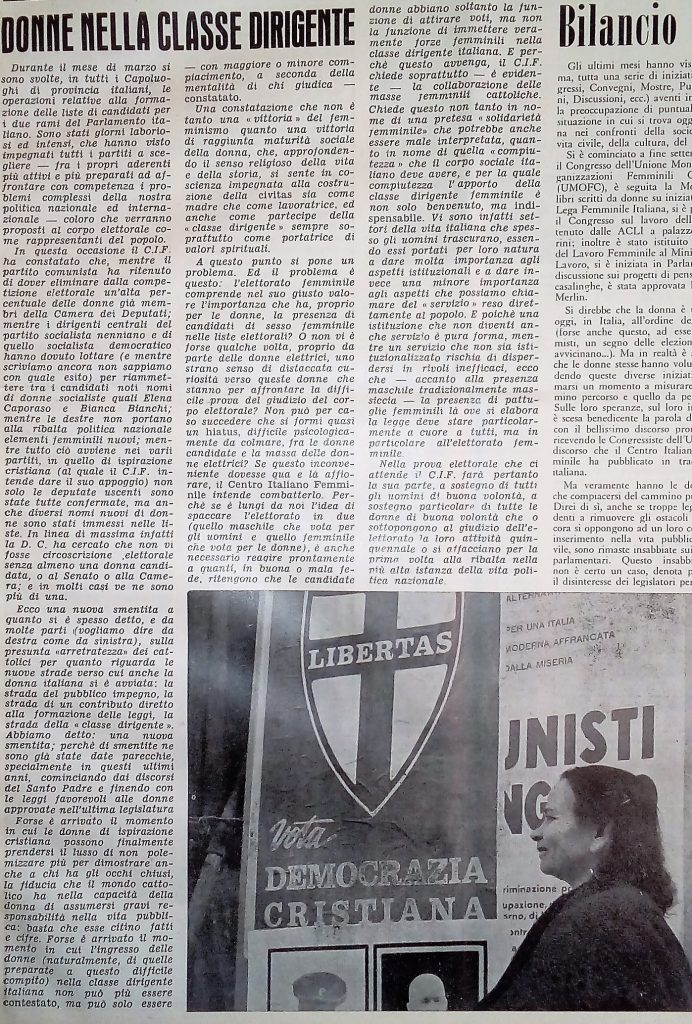 DONNE NELLA CLASSE DIRIGENTE
Durante il mese di marzo si
sono svolte, in tutti i Capoluo-
ghi di provincia italiani, le
operazioni relative alla forma-
zione delle liste di candidati per
i due rami del Parlamento ita-
liano. Sono stati giorni laborio-
si ed intensi, che hanno visto
impegnati tutti i partiti a sce-
gliere — fra i propri aderenti
più attivi e più preparati ad af-
frontare con competenza i pro-
blemi complessi della nostra
politica nazionale ed interna-
zionale — coloro che verranno
proposti al corpo elettorale co-
me rappresentanti del popolo.
In questa occasione il C.I.F.
ha constatato che, mentre il
partito comunista ha ritenuto
di dover eliminare dalla compe-
tizione elettorale un'alta per-
centuale delle donne già mem-
bri della Camera dei Deputati;
mentre i dirigenti centrali del
partito socialista nenniano e di
quello socialista democratico
hanno dovuto lottare (e mentre
scriviamo ancora non sappiamo
con quale esito) per riammet-
tere tra i candidati noti nomi
di donne socialiste quali Elena
Caporaso e Bianca Bianchi;
mentre le destre non portano
alla ribalta politica nazionale
elementi femminili nuovi; men-
tre tutto ciò avviene nei varii
partiti, in quello di ispirazione
cristiana (al quale il C.I.F. in-
tende dare il suo appoggio) non
solo le deputate uscenti sono
state tutte confermate, ma an-
che diversi nomi nuovi di don-
ne sono stati immessi nelle li-
ste. In linea di massima infatti
la D. C. ha cercato che non vi
fosse circoscrizione elettorale
senza almeno una donna candi-
data, o al Senato o alla Came-
ra; e in molti casi ve ne sono
più di una.
Ecco una nuova smentita a
quanto si è spesso detto, e da
molte parti (vogliamo dire da
destra come da sinistra), sulla
presunta «arretratezza» dei cat-
tolici per quanto riguarda le
nuove strade verso cui anche la
donna italiana si è avviata: la
strada del pubblico impegno, la
strada di un contributo diretto
alla formazione delle leggi, la
strada della «classe dirigente».
Abbiamo detto: una nuova
smentita; perchè di smentite ne
sono già state date parecchie,
specialmente in questi ultimi
anni, cominciando dai discorsi
del Santo Padre e finendo con
le leggi favorevoli alle donne
approvate nell'ultima legislatura
Forse è arrivato il momento
in cui le donne di ispirazione
cristiana possono finalmente
prendersi il lusso di non pole-
mizzare più per dimostrare an-
che a chi ha gli occhi chiusi,
la fiducia che il mondo catto-
lico ha nella capacità della
donna di assumersi gravi re-
sponsabilità nella vita pubbli-
ca: basta che esse citino fatti
e cifre. Forse è arrivato il mo-
mento in cui l'ingresso delle
donne (naturalmente, di quelle
preparate a questo difficile
compito) nella classe dirigente
italiana non può più essere
contestato, ma può solo essere
— con maggiore o minore com-
piacimento, a seconda della
mentalità di chi giudica —
constatato.
Una constatazione che non è
tanto una «vittoria» del fem-
minismo quanto una vittoria
di raggiunta maturità sociale
della donna, che, approfonden-
do il senso religioso della vita
e della storia, si sente in co-
scienza impegnata alla costru-
zione della civitas sia come
madre che come lavoratrice, ed
anche come partecipe della
«classe dirigente» sempre so-
prattutto come portatrice di
valori spirituali.
A questo punto si pone un
problema. Ed il problema è
questo: l'elettorato femminile
comprende nel suo giusto valo-
re l'importanza che ha, proprio
per le donne, la presenza di
candidati di sesso femminile
nelle liste elettorali? O non vi è
forse qualche volta, proprio da
parte delle donne elettrici, uno
strano senso di distaccata cu-
riosità verso queste donne che
stanno per affrontare la diffi-
cile prova del giudizio del cor-
po elettorale? Non può per ca-
so succedere che si formi quasi
un hiatus, difficile psicologica-
mente da colmare, fra le donne
candidate e la massa delle don-
ne elettrici? Se questo inconve-
niente dovesse qua e là affio-
rare, il Centro Italiano Femmi-
nile intende combatterlo. Per-
chè se è lungi da noi l'idea di
spaccare l'elettorato in due
(quello maschile che vota per
gli uomini e quello femminile
che vota per le donne), è anche
necessario reagire prontamente
a quanti, in buona o mala fe-
de, ritengono che le candidate
donne abbiano soltanto la fun-
zione di attirare voti, ma non
la funzione di immettere vera-
mente forze femminili nella
classe dirigente italiana. E per-
chè questo avvenga, il C.I.F.
chiede soprattutto — è eviden-
te — la collaborazione delle
masse femminili cattoliche.
Chiede questo non tanto in no-
me di una pretesa «solidarietà
femminile» che potrebbe anche
essere male interpretata, quan-
to in nome di quella «compiu-
tezza» che il corpo sociale ita-
liano deve avere, e per la quale
compiutezza l'apporto della
classe dirigente femminile è
non solo benvenuto, ma indi-
spensabile. Vi sono infatti set-
tori della vita italiana che spes-
so gli uomini trascurano, essen-
do essi portati per loro natura
a dare molta importanza agli
aspetti istituzionali e a dare in-
vece una minore importanza
agli aspetti che possiamo chia-
mare del «servizio» reso diret-
tamente al popolo. E poichè una
istituzione che non diventi an-
che servizio è pura forma, men-
tre un servizio che non sia isti-
tuzionalizzato rischia di disper-
dersi in rivoli inefficaci, ecco
che — accanto alla presenza
maschile tradizionalmente mas-
siccia — la presenza di pattu-
glie femminili là ove si elabora
la legge deve stare particolar-
mente a cuore a tutti, ma in
particolare all'elettorato fem-
minile.
Nella prova elettorale che ci
attende il C.I.F. farà pertanto
la sua parte, a sostegno di tutti
gli uomini di buona volontà, a
sostegno particolare di tutte le
donne di buona volontà che o
sottopongono al giudizio dell'e-
lettorato la loro attività quin-
quennale o si affacciano per la
prima volta alla ribalta nella
più alta istanza della vita poli-
tica nazionale.
Bilancio
Gli ultimi mesi hanno vis
ma, tutta una serie di iniziat
gressi, Convegni, Mostre, Pu
ni, Discussioni, ecc.) aventi in
la preoccupazione di puntual
situazione in cui si trova ogg
na nei confronti della socie
vita civile, della cultura, del
Si è cominciato a fine sette
il Congresso dell'Unione Mon
ganizzazioni Femminili C
(UMOFC), è seguita la Mo
libri scritti da donne su iniziat
Lega Femminile Italiana, si è
il Congresso sul lavoro dell
tenuto dalle ACLI a palazz
rini; inoltre è stato istituito
del Lavoro Femminile al Mini
Lavoro, si è iniziata in Parla
discussione sui progetti di pens
casalinghe, è stata approvata l
Merlin.
Si direbbe che la donna è
oggi, in Italia, all'ordine de
(forse anche questo, ad esse
misti, un segno delle elezion
avvicinano...). Ma in realtà è
che le donne stesse hanno volu
dendo queste diverse iniziat
marsi un momento a misurare
mino percorso e quello da pe
Sulle loro speranze, sul loro i
è scesa benedicente la parola d
on il bellissimo discorso pro
ricevendo le Congressiste dell'U
discorso che il Centro Italian
minile ha pubblicato in tra
italiana.
Ma veramente hanno le de
che compiacersi del cammino p
Direi di sì, anche se troppe leg
denti a rimuovere gli ostacoli
cora si oppongono ad un loro c
inserimento nella vita pubblic
vile, sono rimaste insabbiate sui
parlamentari. Questo insabb
non è certo un caso, denota p
il disinteresse dei legislatori per
LIBERTAS
Vota
DEMOCRAZIA
CRISTIANA
ALTERNA
PER UNA ITALIA
MODERNA AFFRANCATA
DALLA MISERIA
UNISTI
NG
riminazione p
upazione,
orno, di